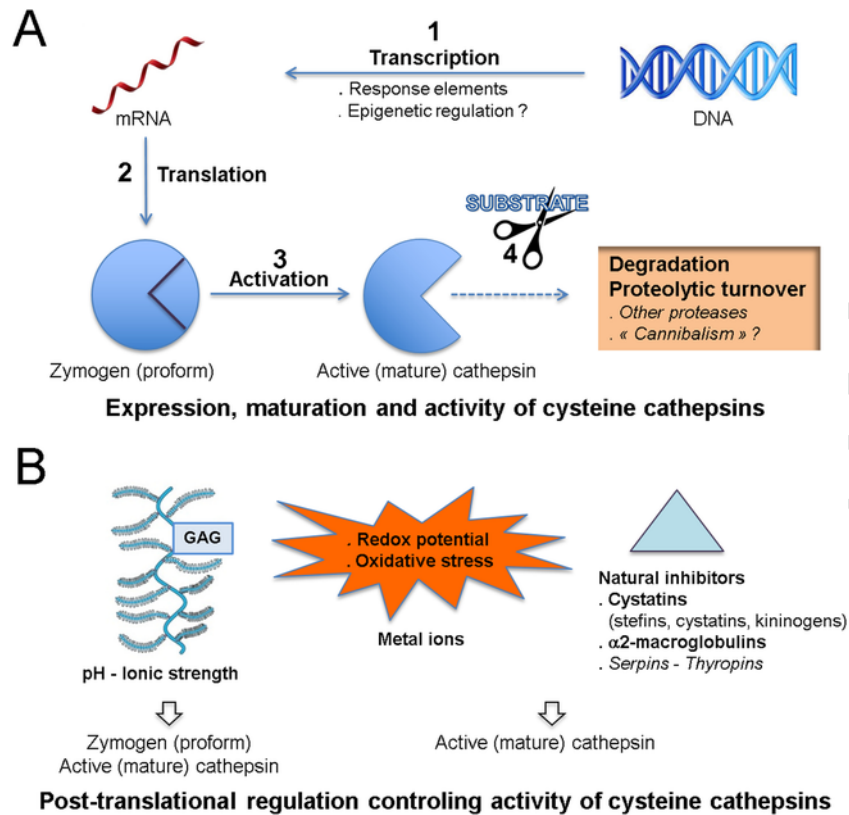 A
1
Transcription
. Response elements
. Epigenetic regulation ?
mRNA
DNA
2 Translation
SUBSTRATE
4
3
Activation
Degradation
Proteolytic turnover
. Other proteases
. « Cannibalism » ?
Zymogen (proform)
Active (mature) cathepsin
Expression, maturation and activity of cysteine cathepsins
B
GAG
. Redox potential
. Oxidative stress
Natural inhibitors
. Cystatins
(stefins, cystatins, kininogens)
. α2-macroglobulins
. Serpins - Thyropins
Metal ions
pH - Ionic strength
Zymogen (proform)
Active (mature) cathepsin
Active (mature) cathepsin
Post-translational regulation controling activity of cysteine cathepsins